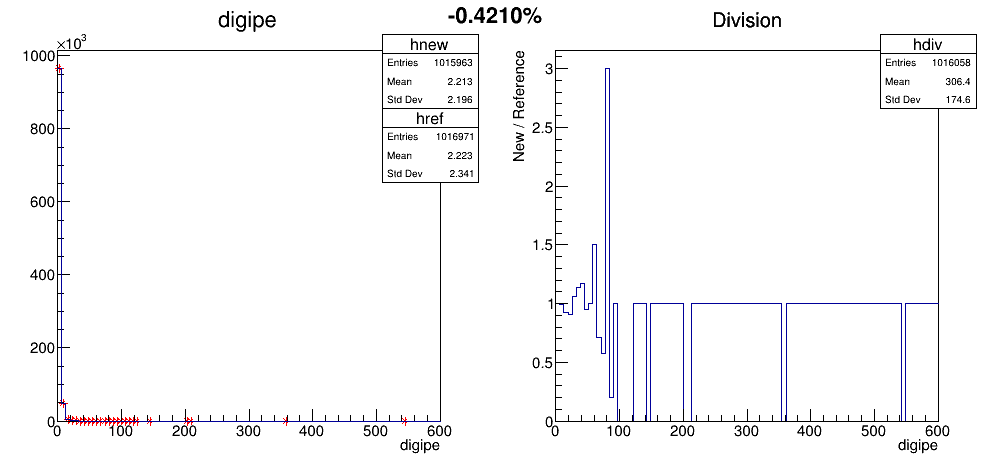 -0.4210%
digipe
×10³
hnew
Entries 1015963
Mean 2.213
Std Dev 2.196
href
Entries 1016971
Mean 2.223
Std Dev 2.341
1000
800
600
400
200
0
0 100 200 300 400 500 600
digipe
Division
hdiv
Entries 1016058
Mean 306.4
Std Dev 174.6
New / Reference
3
2.5
2
1.5
1
0.5
0
0 100 200 300 400 500 600
digipe